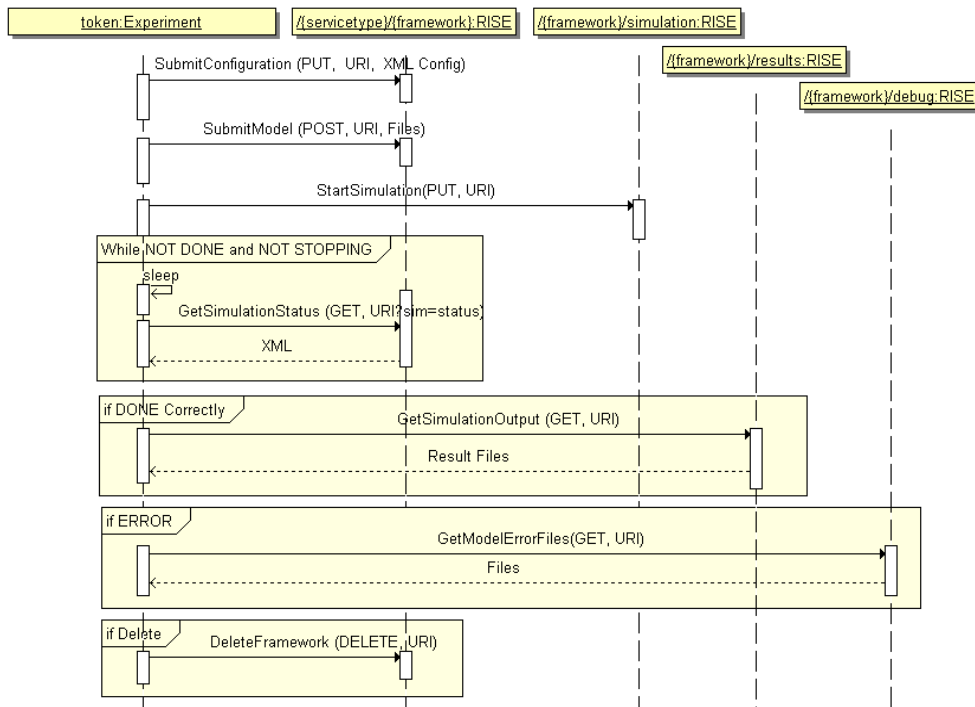 token:Experiment
/{servicetype}/{framework}:RISE
/{framework}/simulation:RISE
/{framework}/results:RISE
/{framework}/debug:RISE
SubmitConfiguration (PUT, URI, XML Config)
SubmitModel (POST, URI, Files)
StartSimulation(PUT, URI)
While NOT DONE and NOT STOPPING
sleep
GetSimulationStatus (GET, URI?sim=status)
XML
if DONE Correctly
GetSimulationOutput (GET, URI)
Result Files
if ERROR
GetModelErrorFiles(GET, URI)
Files
if Delete
DeleteFramework (DELETE, URI)